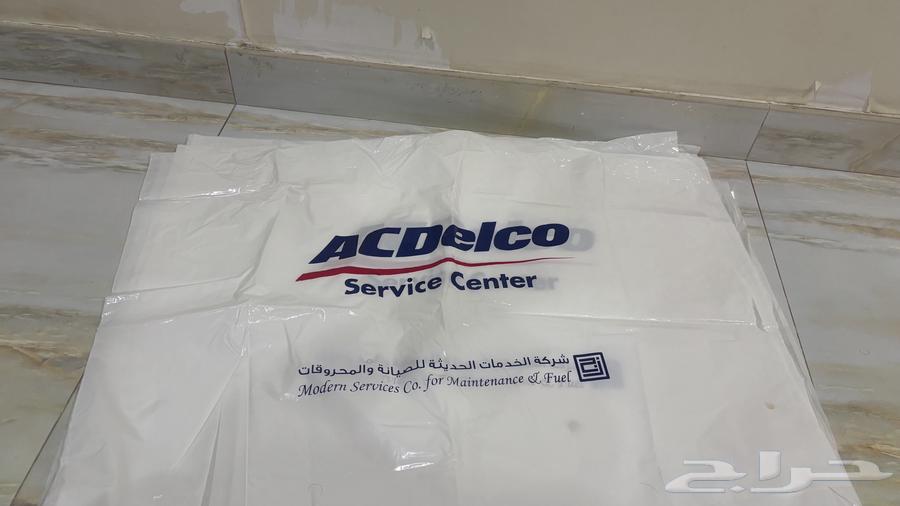 ACDelco
Service Center
شركة الخدمات الحديثة للصيانة والمحروقات
Modern Services Co. for Maintenance & Fuel
حراج